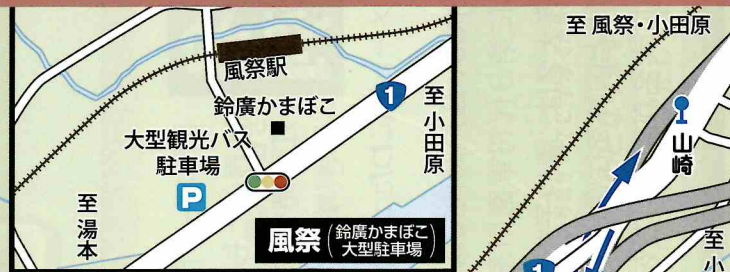 風祭駅
鈴廣かまぼこ
大型観光バス
駐車場
P
1
至小田原
至湯本
風祭(鈴廣かまぼこ
大型駐車場)
至 風祭・小田原
山崎
1
至小